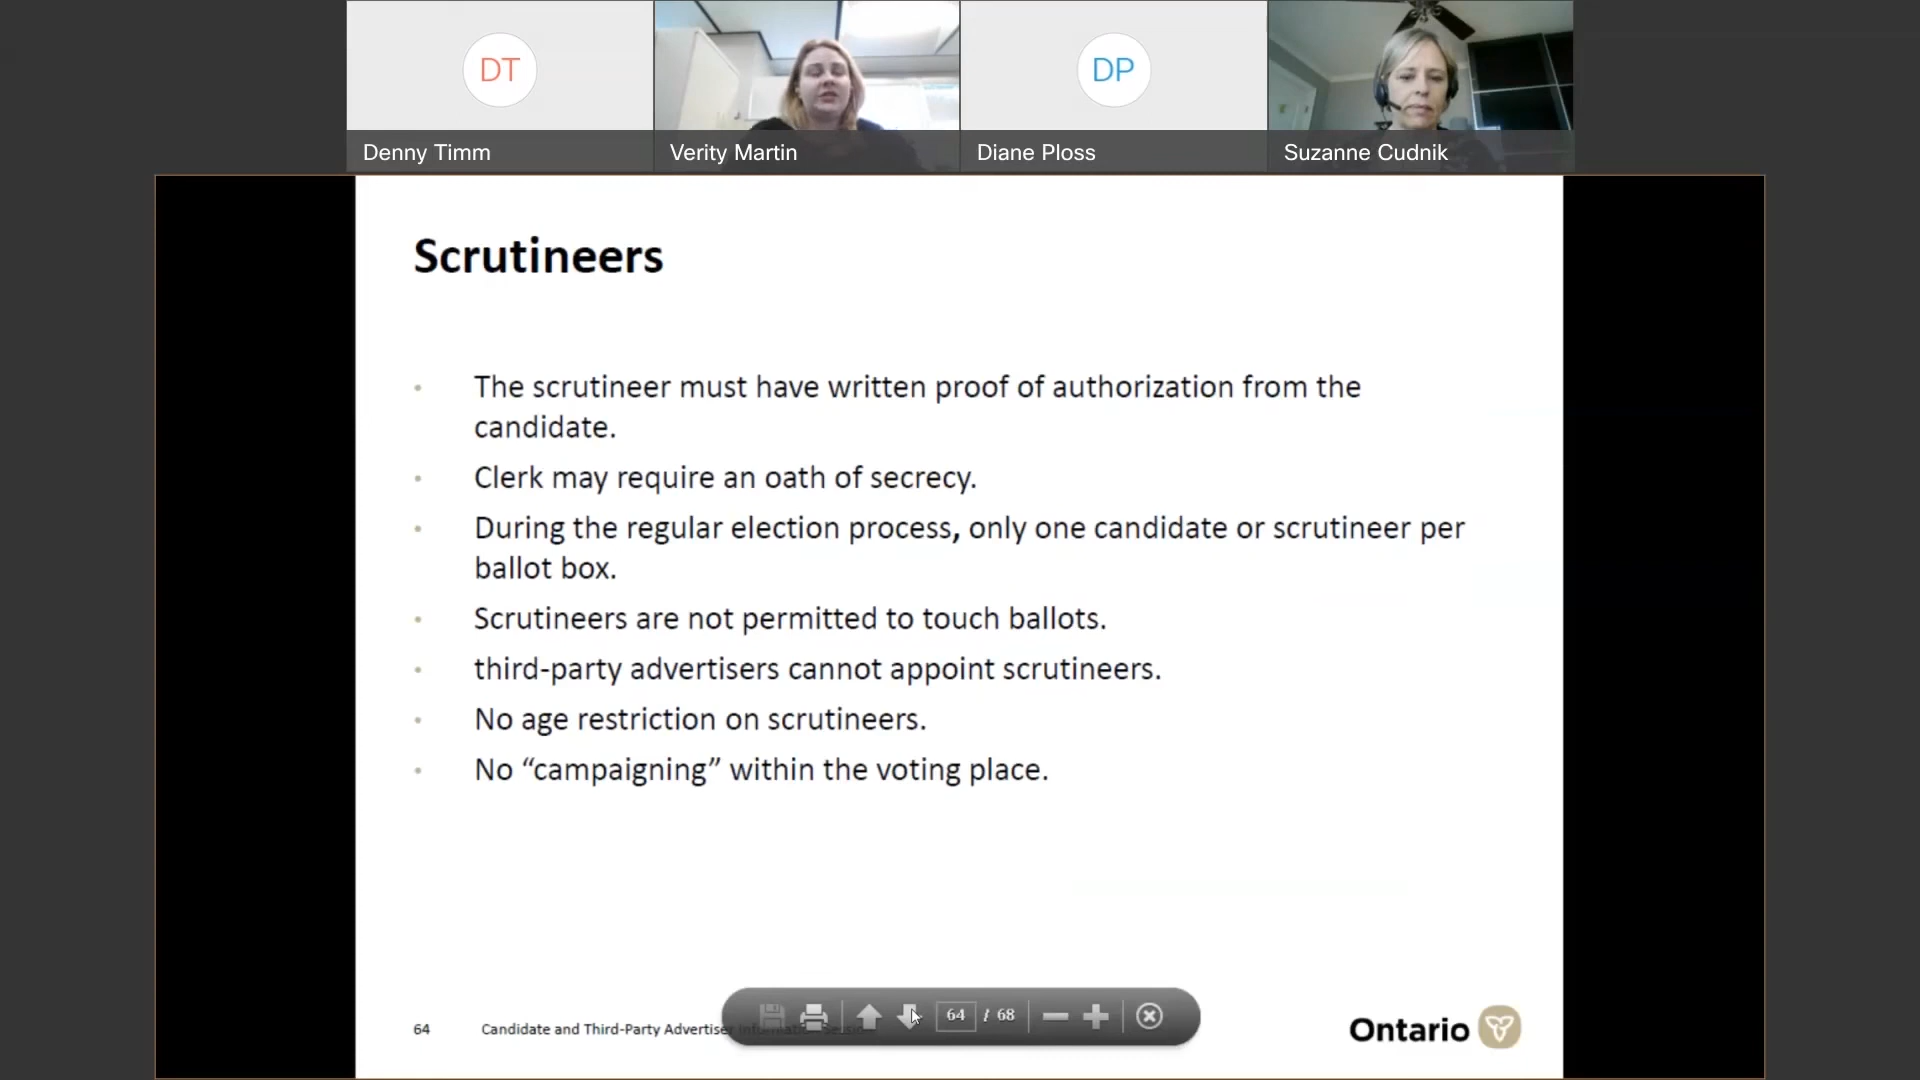 DT
DP
Denny Timm
Verity Martin
Diane Ploss
Suzanne Cudnik
Scrutineers
• The scrutineer must have written proof of authorization from the
candidate.
• Clerk may require an oath of secrecy.
• During the regular election process, only one candidate or scrutineer per
ballot box.
• Scrutineers are not permitted to touch ballots.
• third-party advertisers cannot appoint scrutineers.
• No age restriction on scrutineers.
• No “campaigning” within the voting place.
64 Candidate and Third-Party Advertiser
64 / 68
Ontario